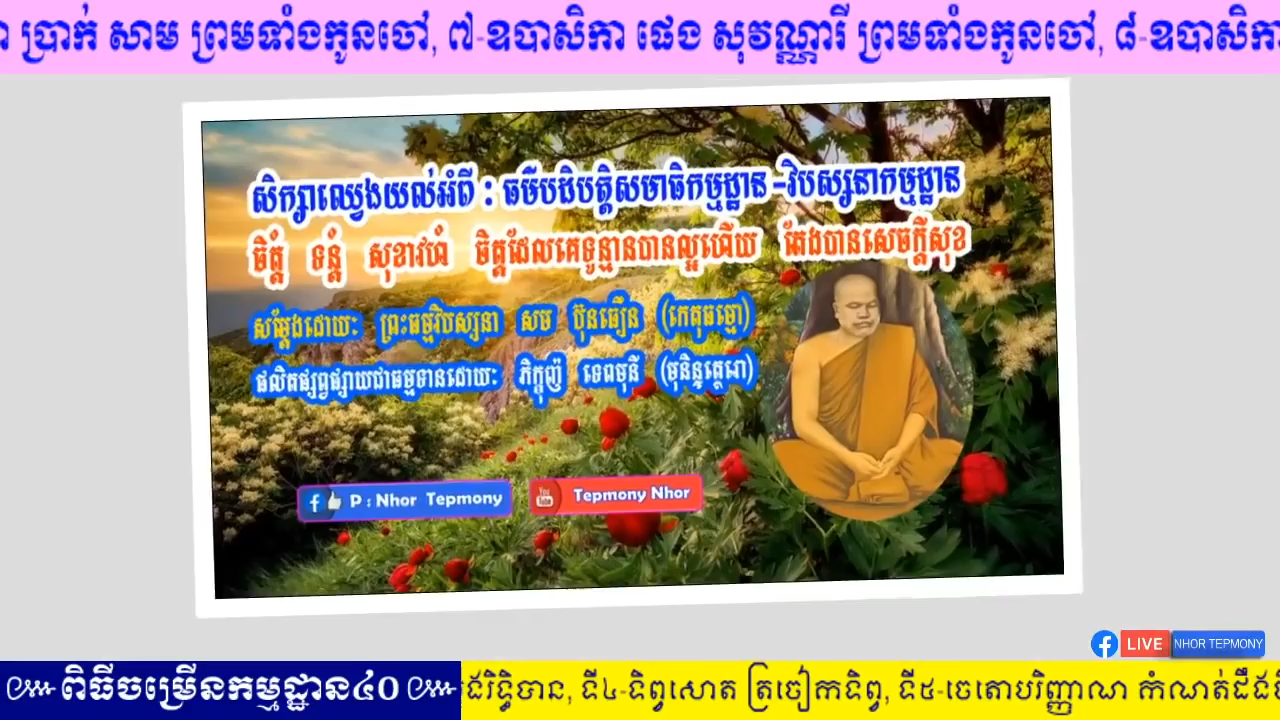 ប្រាក់ សាម ព្រមទាំងកូនចៅ, ៧-ឧបាសិកា ផេង សុវណ្ណារី ព្រមទាំងកូនចៅ, ៨-ឧបាសិកា
សិក្សាឈ្វេងយល់អំពី : ធម៌បដិបត្តិសមាធិកម្មដ្ឋាន -វិបស្សនាកម្មដ្ឋាន
ចិត្តំ ទន្តំ សុខាវហំ ចិត្តដែលគេទូន្មានបានល្អហើយ តែងបានសេចក្តីសុខ
សម្តែងដោយៈ ព្រះធម្មវិបស្សនា សម ប៊ុនធឿន (កេតុធម្មោ)
ផលិតផ្សព្វផ្សាយជាធម្មទានដោយៈ ភិក្ខុញ៉ ទេពមុនី (មុនិន្ទត្ថេរោ)
P : Nhor Tepmony
You Tube Tepmony Nhor
LIVE NHOR TEPMONY
ពិធីចម្រើនកម្មដ្ឋាន៤០ ងរិទ្ធិបាន, ទី៤-ទិព្វសោត ត្រចៀកទិព្វ, ទី៥-ចេតោបរិញ្ញាណ កំណត់ដឹង